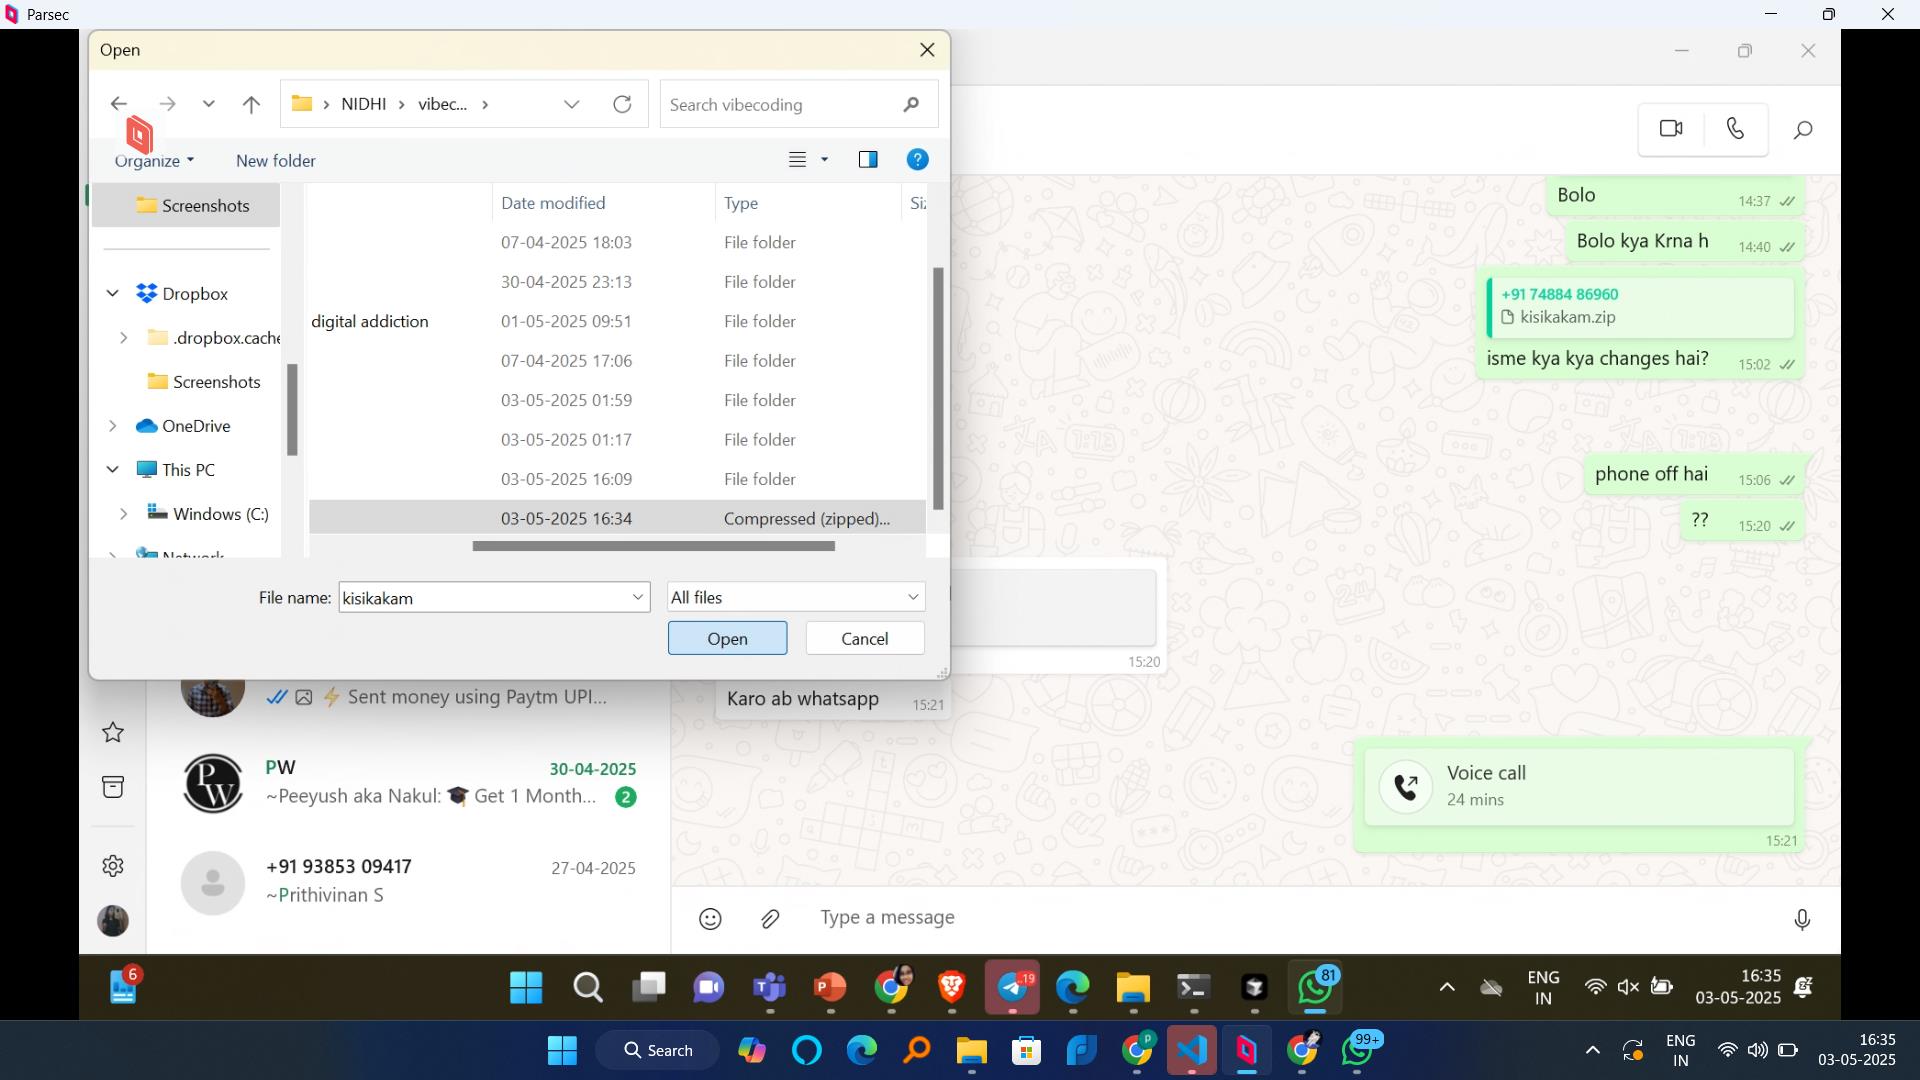 Parsec
Open
NIDHI
vibec...
Search vibecoding
Organize
New folder
Screenshots
Date modified
Type
07-04-2025 18:03
File folder
30-04-2025 23:13
File folder
Dropbox
digital addiction
01-05-2025 09:51
File folder
.dropbox.cache
07-04-2025 17:06
File folder
Screenshots
03-05-2025 01:59
File folder
OneDrive
03-05-2025 01:17
File folder
This PC
03-05-2025 16:09
File folder
Windows (C:)
03-05-2025 16:34
Compressed (zipped)...
Network
File name:
kisikakam
All files
Open
Cancel
Bolo
14:37
Bolo kya Krna h
14:40
+91 74884 86960
kisikakam.zip
isme kya kya changes hai?
15:02
phone off hai
15:06
??
15:20
15:20
Karo ab whatsapp
15:21
Voice call
24 mins
15:21
Sent money using Paytm UPI...
PW
PW
30-04-2025
~Peeyush aka Nakul: 🎓 Get 1 Month...
2
+91 93853 09417
27-04-2025
~Prithivinan S
Type a message
6
19
81
ENG
IN
16:35
03-05-2025
Search
P
99+
ENG
IN
16:35
03-05-2025